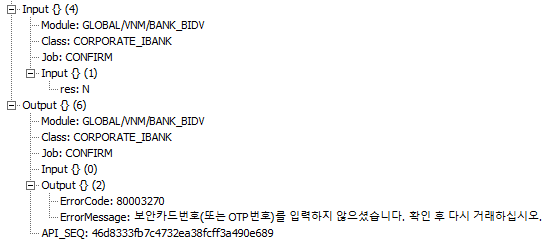 Input {} (4)
Module: GLOBAL/VNM/BANK_BIDV
Class: CORPORATE_IBANK
Job: CONFIRM
Input {} (1)
res: N
Output {} (6)
Module: GLOBAL/VNM/BANK_BIDV
Class: CORPORATE_IBANK
Job: CONFIRM
Input {} (0)
Output {} (2)
ErrorCode: 80003270
ErrorMessage: 보안카드번호(또는 OTP번호)를 입력하지 않으셨습니다. 확인 후 다시 거래하십시오.
API_SEQ: 46d8333fb7c4732ea38fcff3a490e689